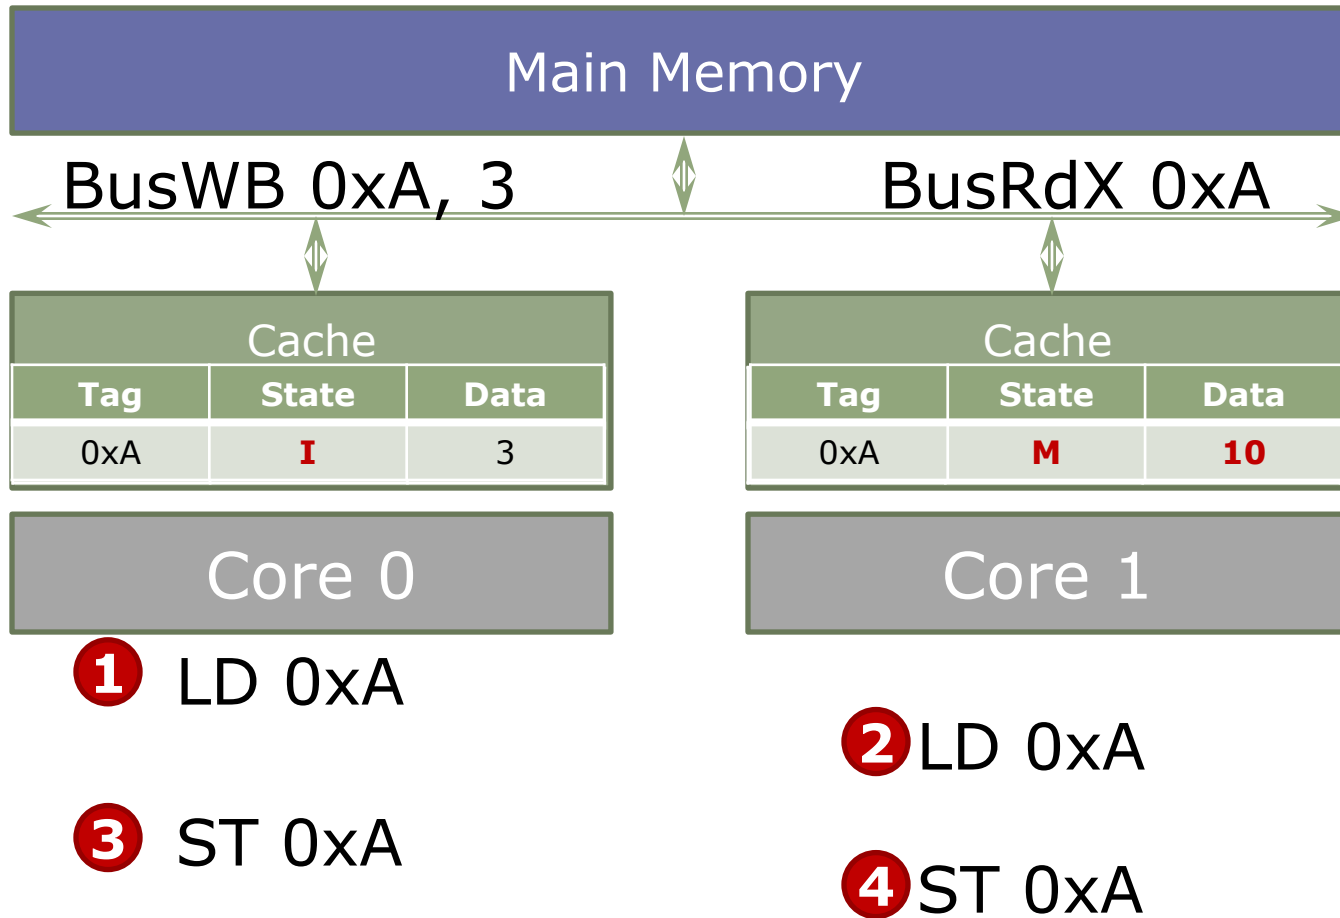 Main Memory
BusWB 0xA, 3
BusRdX 0xA
Cache
Tag State Data
0xA I 3
Cache
Tag State Data
0xA M 10
Core 0
Core 1
1 LD 0xA
2 LD 0xA
3 ST 0xA
4 ST 0xA